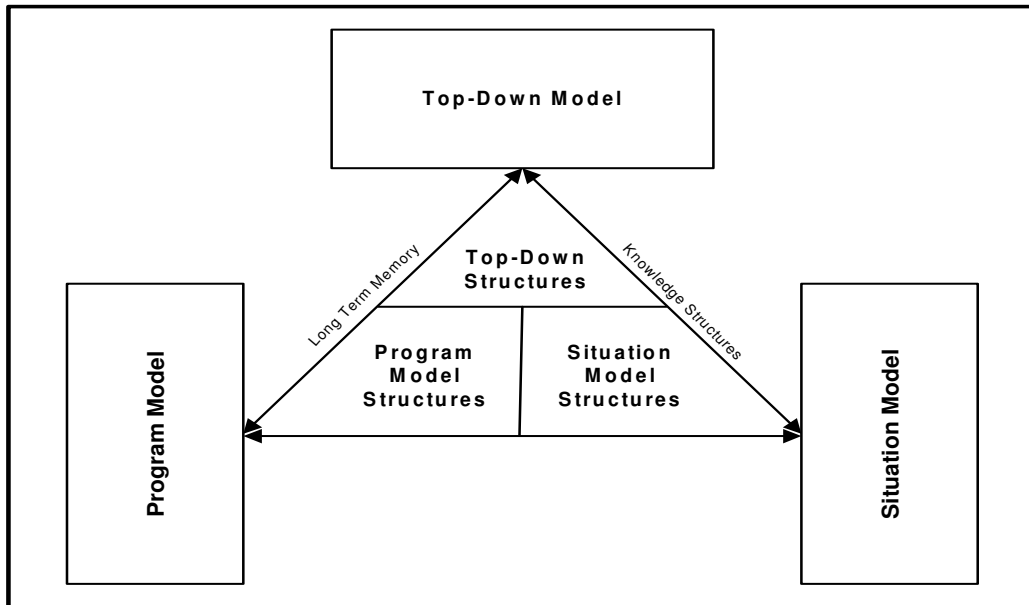 Top-Down Model
Long Term Memory
Knowledge Structures
Top-Down
Structures
Program
Model
Structures
Situation
Model
Structures
Program Model
Situation Model